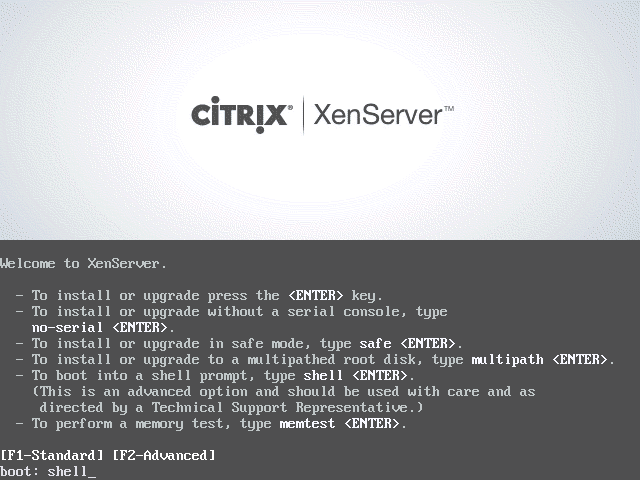 CİTRIX® XenServer™
Welcome to XenServer.
- To install or upgrade press the <ENTER> key.
- To install or upgrade without a serial console, type
no-serial <ENTER>.
- To install or upgrade in safe mode, type safe <ENTER>.
- To install or upgrade to a multipathed root disk, type multipath <ENTER>.
- To boot into a shell prompt, type shell <ENTER>.
(This is an advanced option and should be used with care and as
directed by a Technical Support Representative.)
- To perform a memory test, type memtest <ENTER>.
[F1-Standard] [F2-Advanced]
boot: shell_